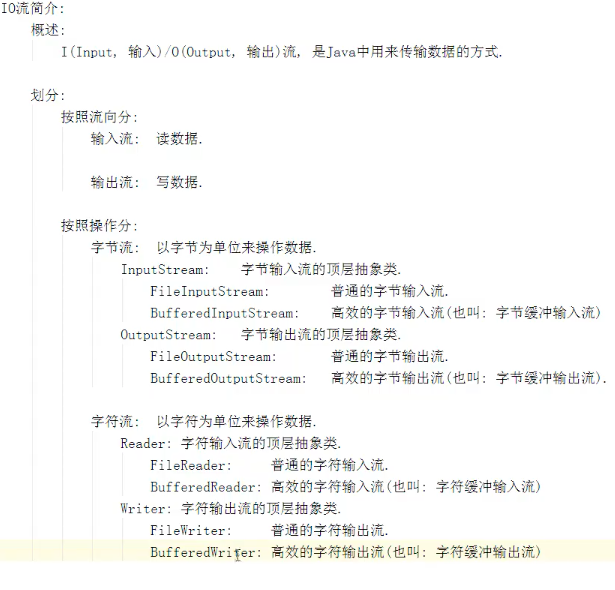 IO流简介:
概述:
I(Input, 输入)/O(Output, 输出)流, 是Java中用来传输数据的方式.
划分:
按照流向分:
输入流: 读数据.
输出流: 写数据.
按照操作分:
字节流: 以字节为单位来操作数据.
InputStream: 字节输入流的顶层抽象类.
FileInputStream: 普通的字节输入流.
BufferedInputStream: 高效的字节输入流(也叫: 字节缓冲输入流)
OutputStream: 字节输出流的顶层抽象类.
FileOutputStream: 普通的字节输出流.
BufferedOutputStream: 高效的字节输出流(也叫: 字节缓冲输出流).
字符流: 以字符为单位来操作数据.
Reader: 字符输入流的顶层抽象类.
FileReader: 普通的字符输入流.
BufferedReader: 高效的字符输入流(也叫: 字符缓冲输入流)
Writer: 字符输出流的顶层抽象类.
FileWriter: 普通的字符输出流.
BufferedWriter: 高效的字符输出流(也叫: 字符缓冲输出流)